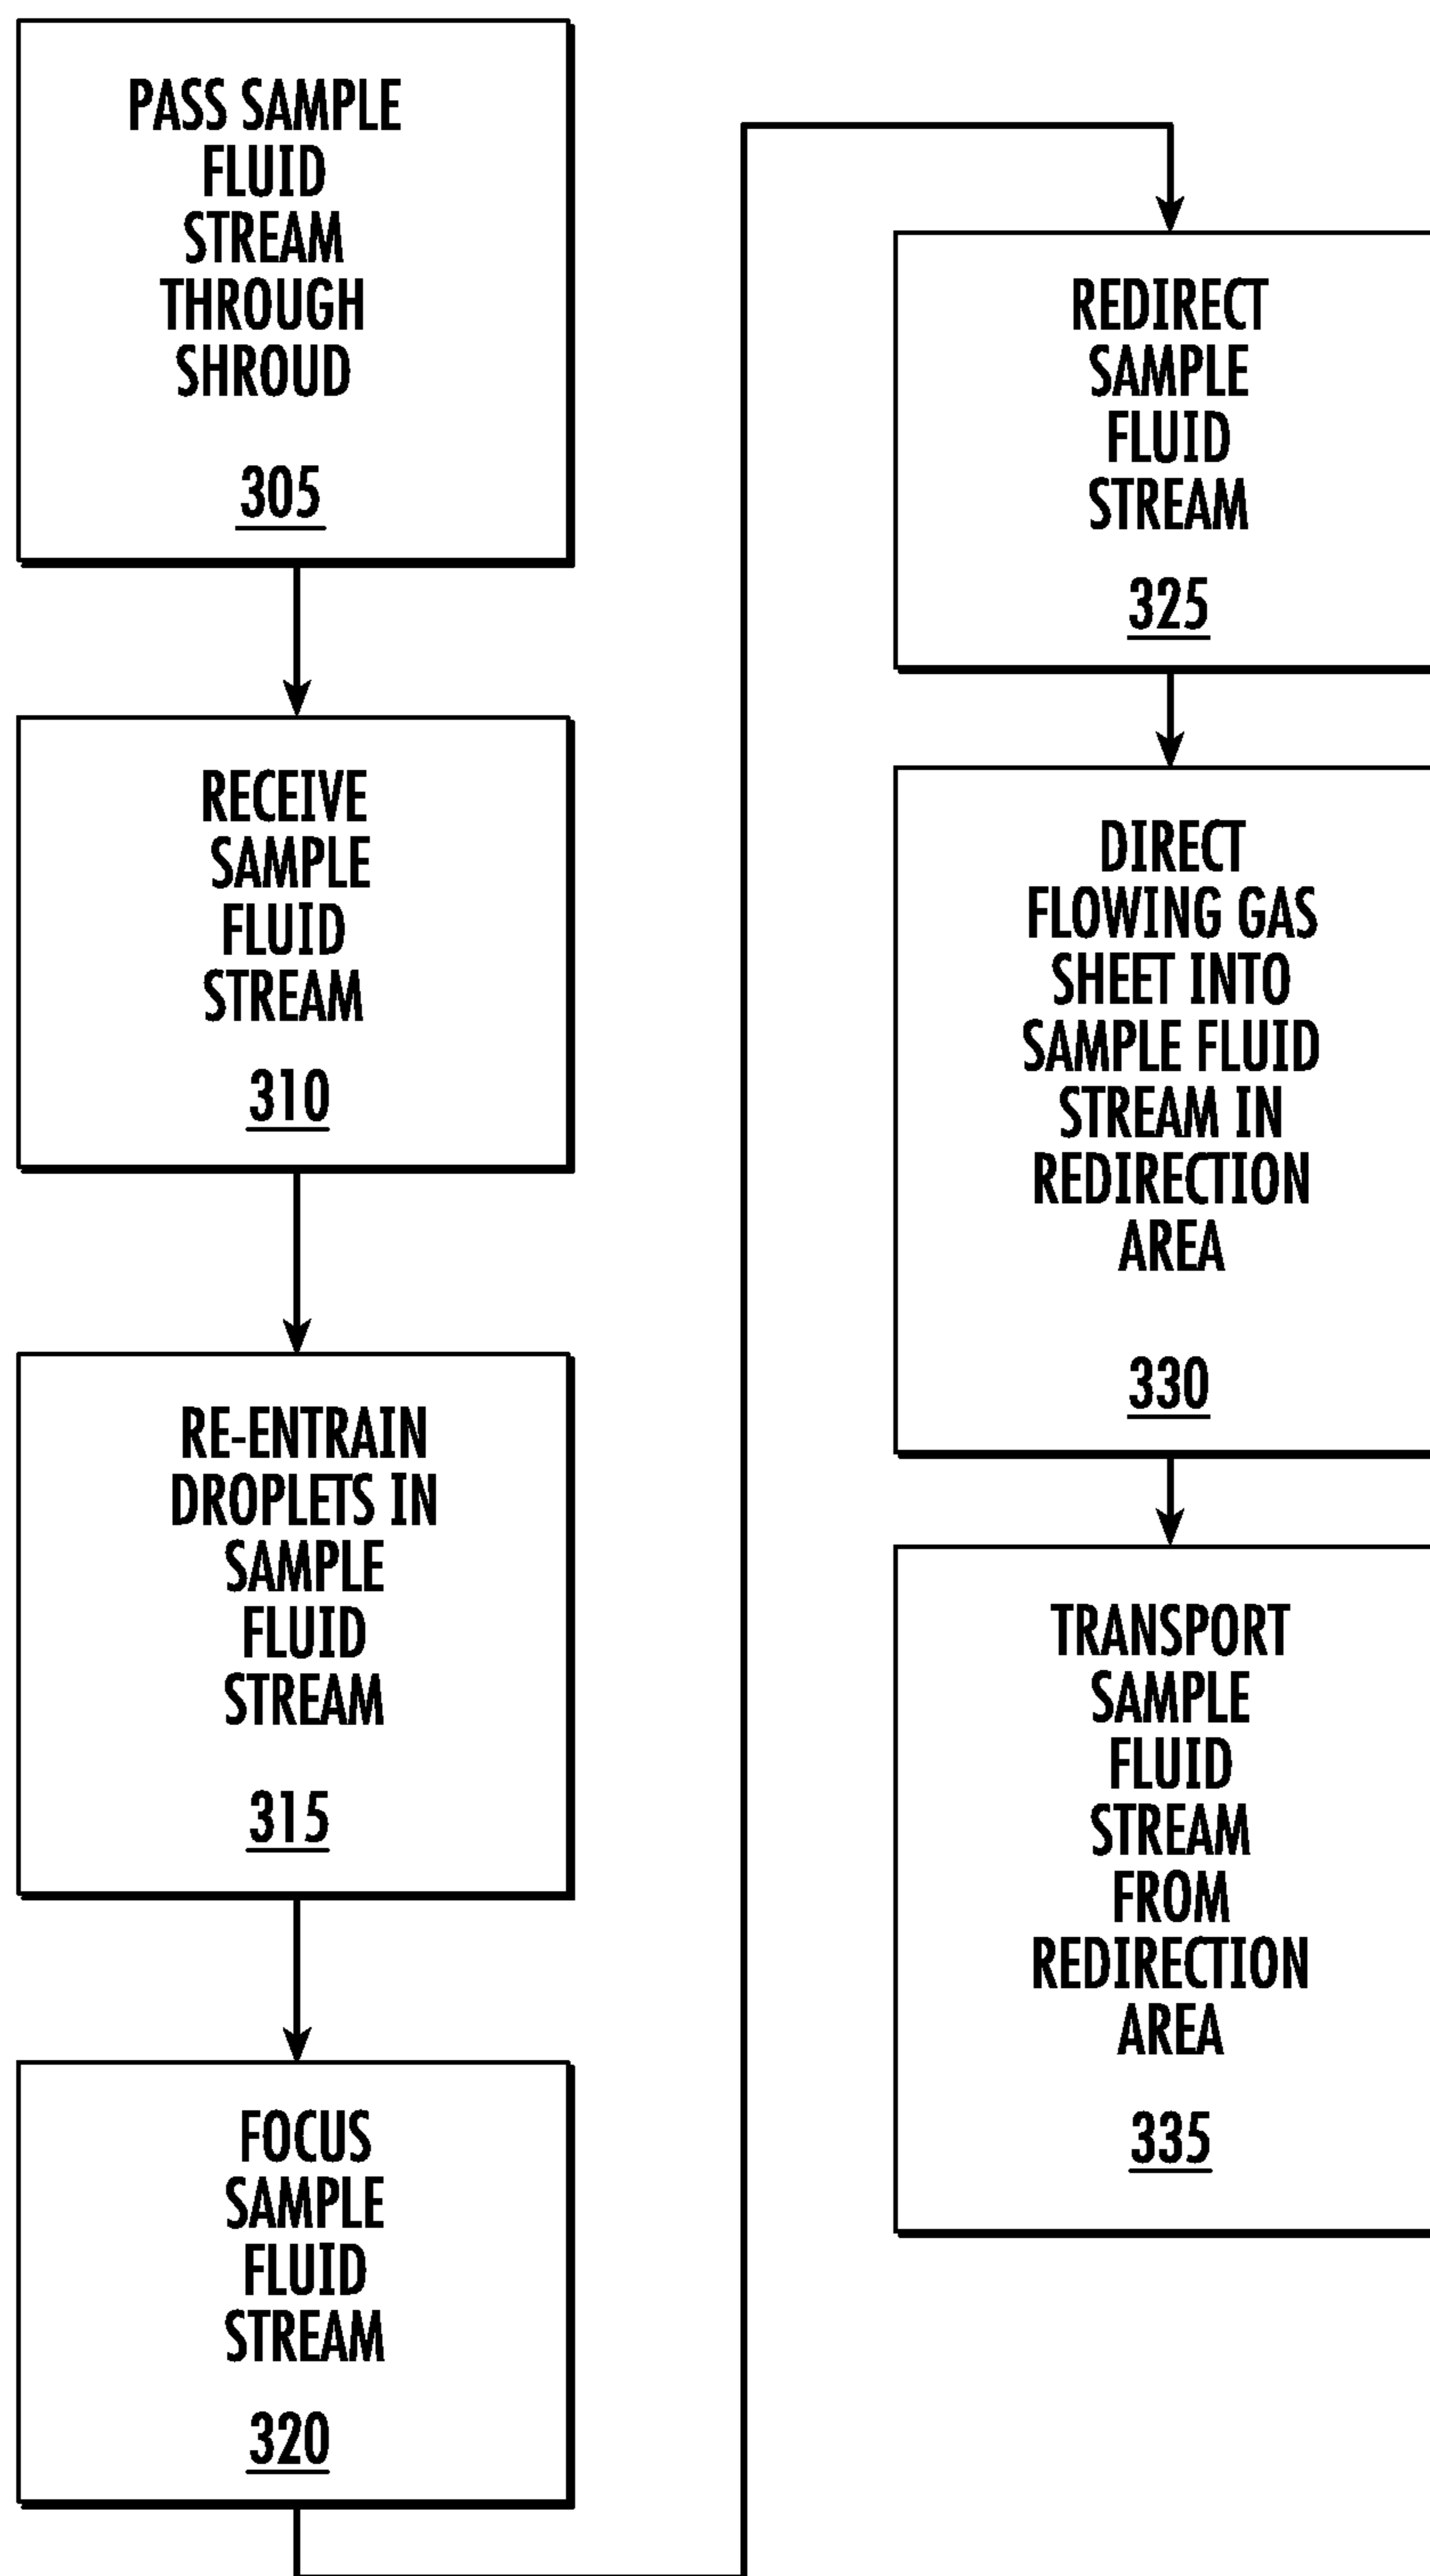 PASS SAMPLE
FLUID
STREAM
THROUGH
SHROUD
305
RECEIVE
SAMPLE
FLUID
STREAM
310
RE-ENTRAIN
DROPLETS IN
SAMPLE
FLUID
STREAM
315
FOCUS
SAMPLE
FLUID
STREAM
320
REDIRECT
SAMPLE
FLUID
STREAM
325
DIRECT
FLOWING GAS
SHEET INTO
SAMPLE FLUID
STREAM IN
REDIRECTION
AREA
330
TRANSPORT
SAMPLE
FLUID
STREAM
FROM
REDIRECTION
AREA
335